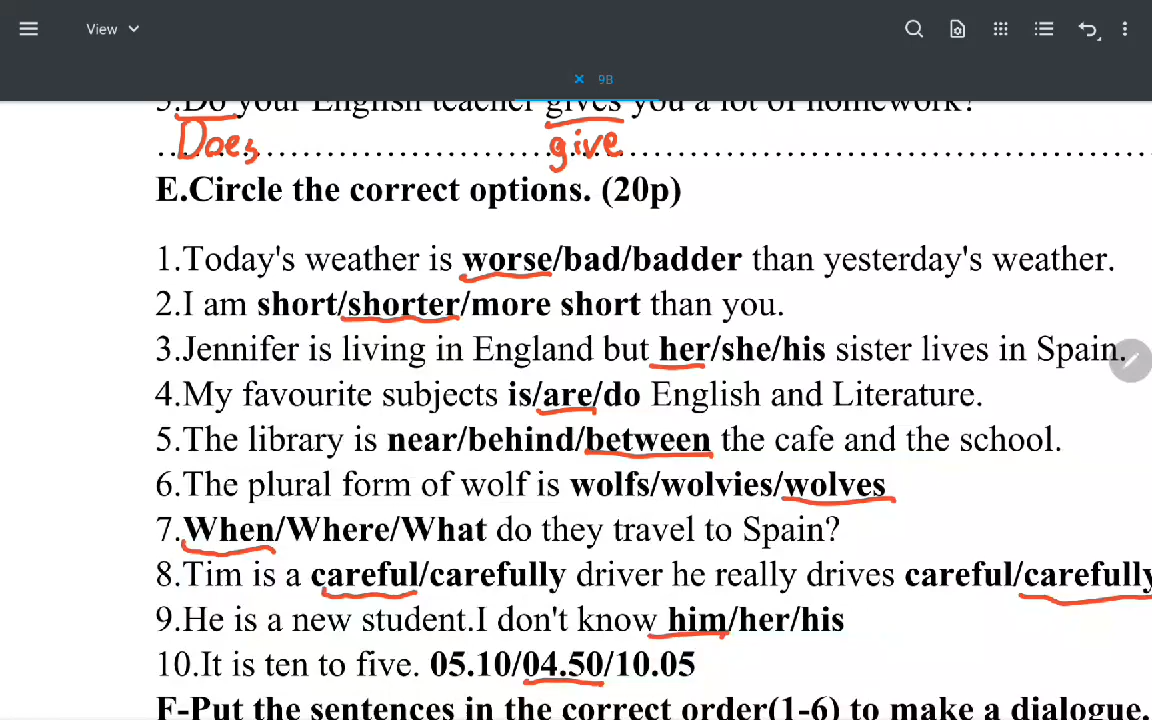 View
× 9B
5.Do your English teacher gives you a lot of homework?
Does give
E.Circle the correct options. (20p)
1.Today's weather is worse/bad/badder than yesterday's weather.
2.I am short/shorter/more short than you.
3.Jennifer is living in England but her/she/his sister lives in Spain.
4.My favourite subjects is/are/do English and Literature.
5.The library is near/behind/between the cafe and the school.
6.The plural form of wolf is wolfs/wolvies/wolves
7.When/Where/What do they travel to Spain?
8.Tim is a careful/carefully driver he really drives careful/carefully
9.He is a new student.I don't know him/her/his
10.It is ten to five. 05.10/04.50/10.05
F-Put the sentences in the correct order(1-6) to make a dialogue.